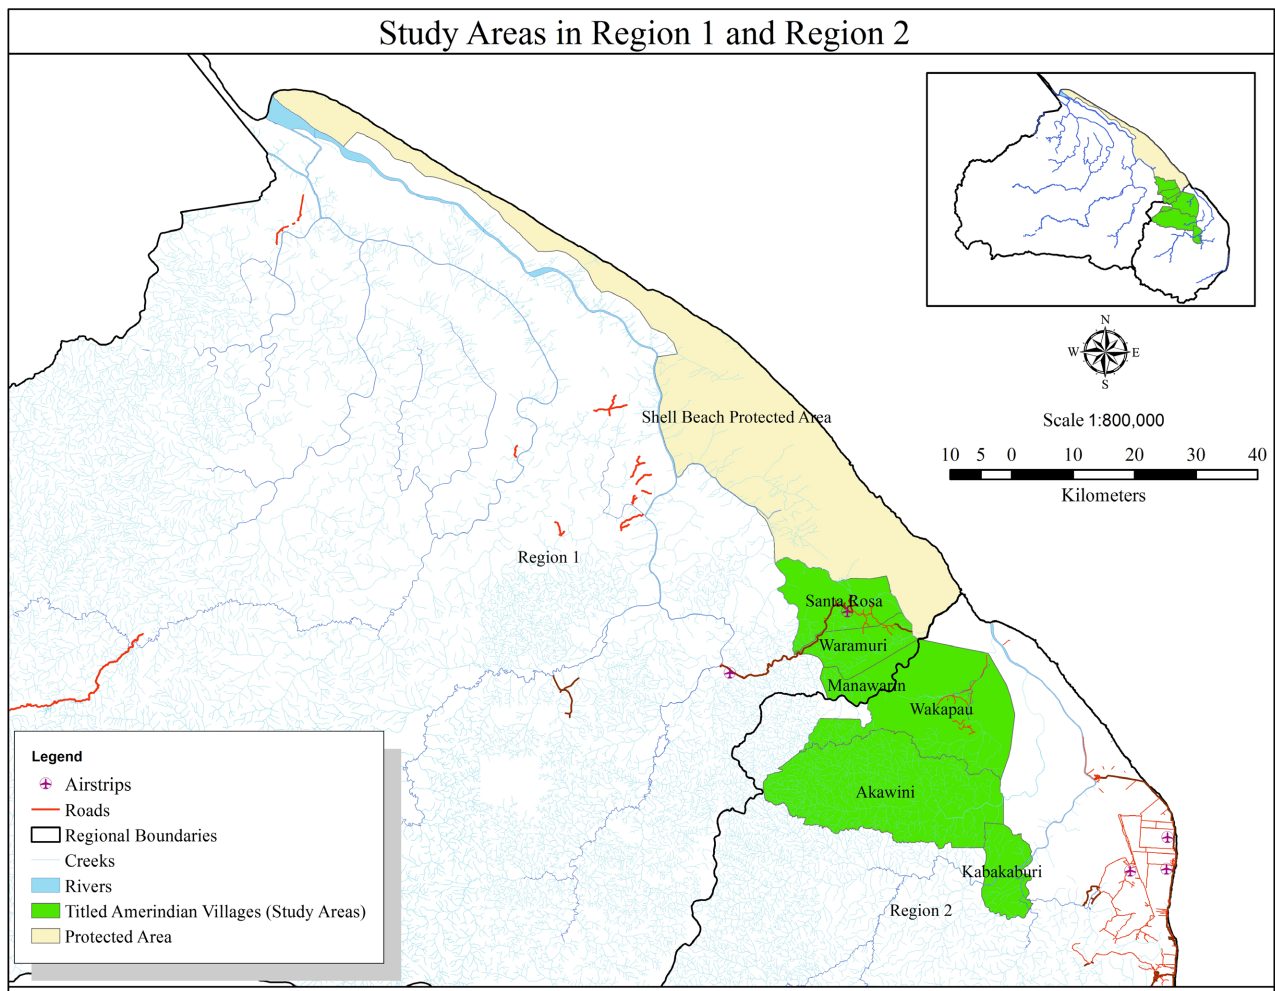 Study Areas in Region 1 and Region 2
N
W
E
S
Scale 1:800,000
10 5 0 10 20 30 40
Kilometers
Shell Beach Protected Area
Region 1
Santa Rosa
Waramuri
Manawarin
Wakapau
Akawini
Kabakaburi
Region 2
Legend
Airstrips
Roads
Regional Boundaries
Creeks
Rivers
Titled Amerindian Villages (Study Areas)
Protected Area